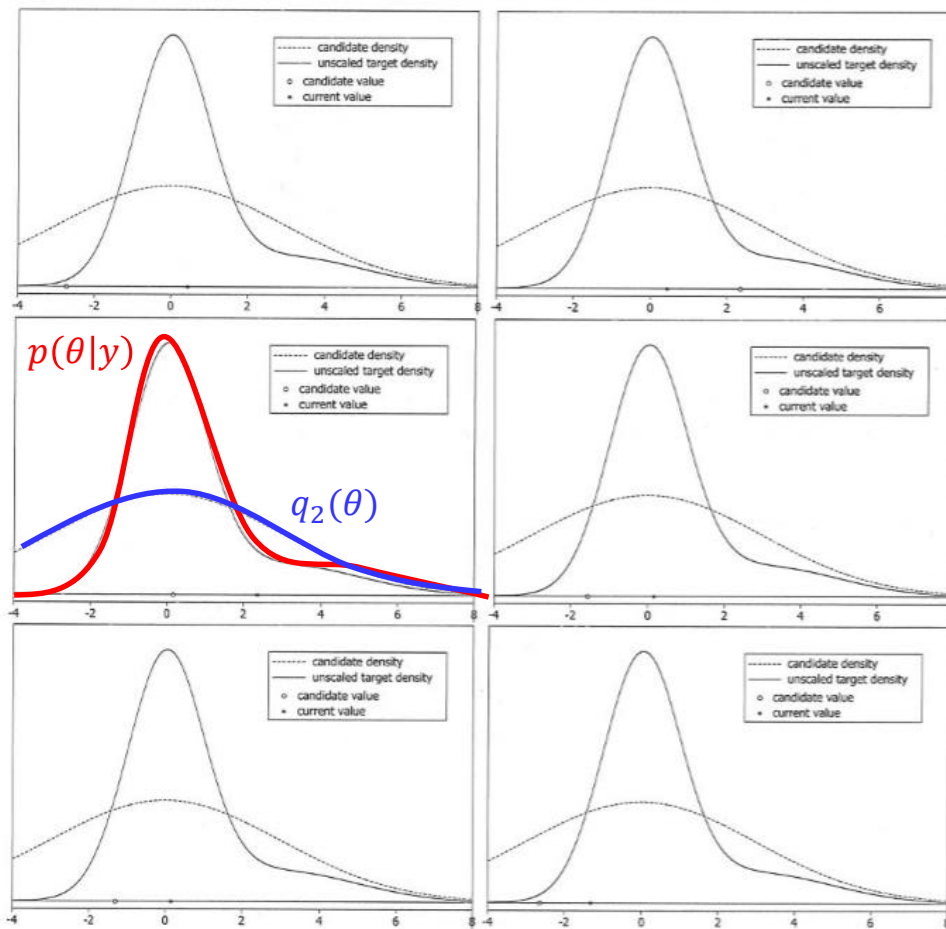 candidate density
unscaled target density
candidate value
current value
-4 -2 0 2 4 6 8
candidate density
unscaled target density
candidate value
current value
-4 -2 0 2 4 6
p(θ|y)
candidate density
unscaled target density
candidate value
current value
q₂(θ)
-4 -2 0 2 4 6 8
candidate density
unscaled target density
candidate value
current value
-4 -2 0 2 4 6 8
candidate density
unscaled target density
candidate value
current value
-4 -2 0 2 4 6 8
candidate density
unscaled target density
candidate value
current value
-4 -2 0 2 4 6 8